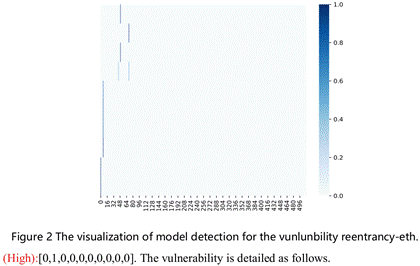 1.0
0.8
0.6
0.4
0.2
0.0
0 16 32 48 64 80 96 112 128 144 160 176 192 208 224 240 256 272 288 304 320 336 352 368 384 400 416 432 448 464 480 496
Figure 2 The visualization of model detection for the vunlunbility reentrancy-eth.
(High):[0,1,0,0,0,0,0,0,0,0]. The vulnerability is detailed as follows.